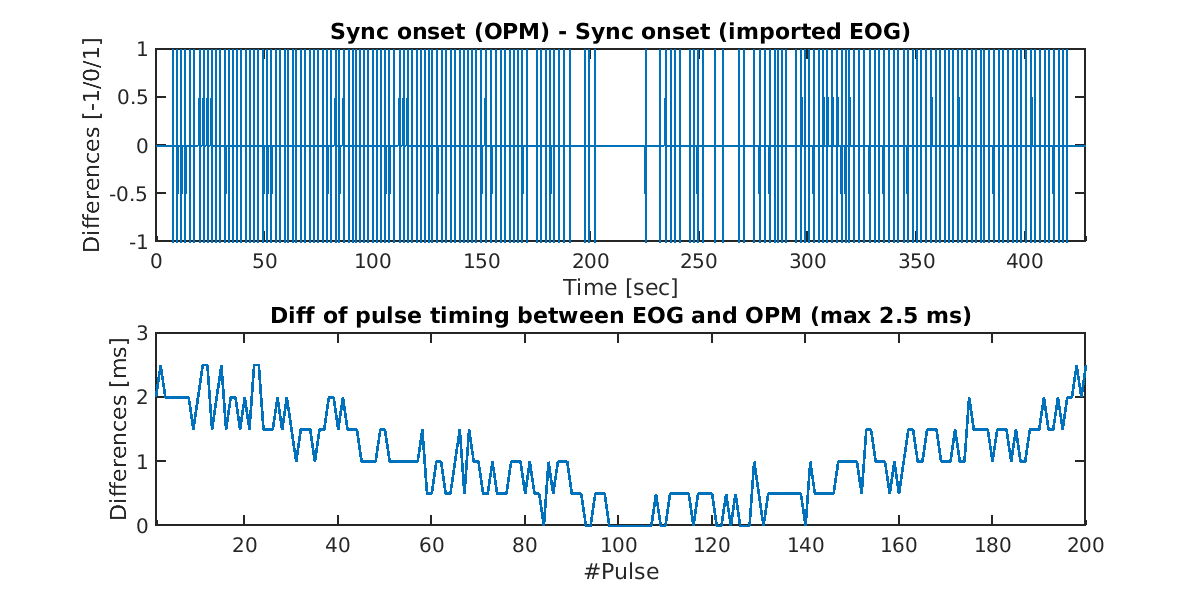 Sync onset (OPM) - Sync onset (imported EOG)
Differences [-1/0/1]
1
0.5
0
-0.5
-1
0 50 100 150 200 250 300 350 400
Time [sec]
Diff of pulse timing between EOG and OPM (max 2.5 ms)
Differences [ms]
3
2
1
0
20 40 60 80 100 120 140 160 180 200
#Pulse